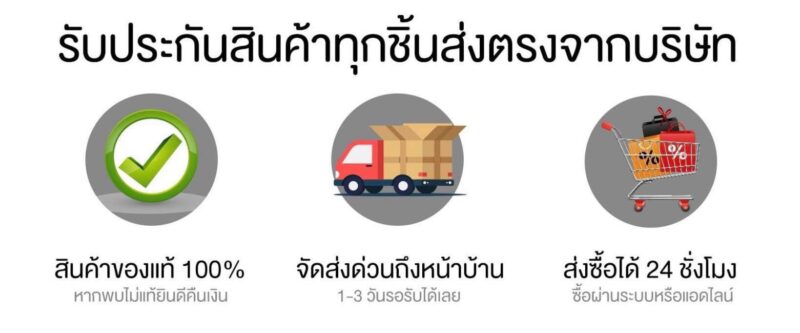 รับประกันสินค้าทุกชิ้นส่งตรงจากบริษัท
% %
สินค้าของแท้ 100% จัดส่งด่วนถึงหน้าบ้าน ส่งซื้อได้ 24 ชั่งโมง
หากพบไม่แท้ยินดีคืนเงิน 1-3 วันรอรับได้เลย ซื้อผ่านระบบหรือแอดไลน์